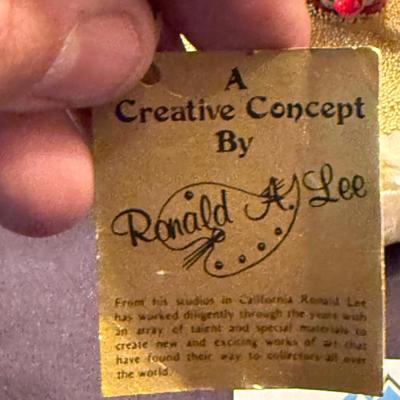 A
Creative Concept
By
Ronald A. Lee
From his studios in California Ronald Lee
has worked diligently through the years with
an array of talent and special materials to
create new and exciting works of art that
have found their way to collectors all over
the world.